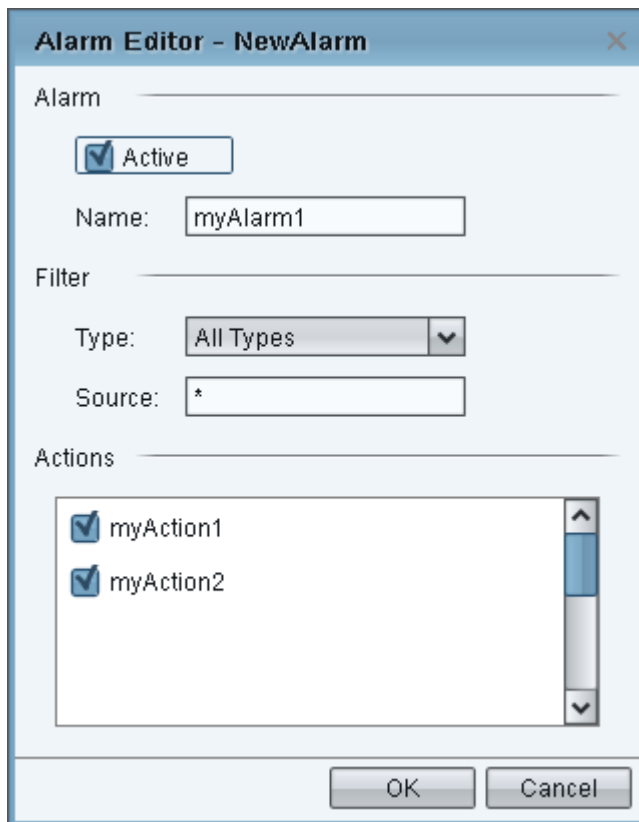 Alarm Editor - NewAlarm
Alarm
Active
Name: myAlarm1
Filter
Type: All Types
Source: *
Actions
myAction1
myAction2
OK Cancel